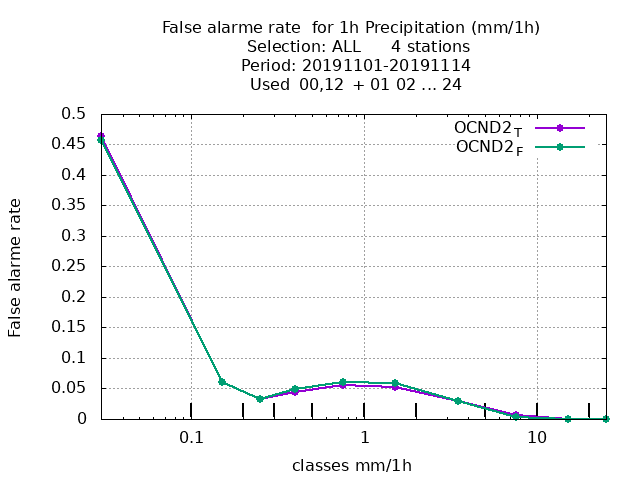 False alarme rate  for 1h Precipitation (mm/1h)
Selection: ALL      4 stations
Period: 20191101-20191114
Used  00,12  + 01 02 ... 24
OCND2T
OCND2F
0.5
0.45
0.4
0.35
0.3
0.25
0.2
0.15
0.1
0.05
0
False alarme rate
0.1 1 10
classes mm/1h